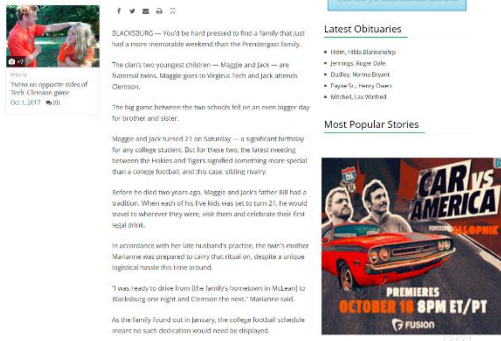 +7
PHOTO
Twins on opposite sides of
Tech-Clemson game
Oct 1, 2017 (0)
BLACKSBURG — You'd be hard pressed to find a family that just
had a more memorable weekend than the Prendergast family.
The clan's two youngest children — Maggie and Jack — are
fraternal twins. Maggie goes to Virginia Tech and Jack attends
Clemson.
The big game between the two schools fell on an even bigger day
for brother and sister.
Maggie and Jack turned 21 on Saturday — a significant birthday
for any college student. But for these two, the latest meeting
between the Hokies and Tigers signified something more special
than a college football, and this case, sibling rivalry.
Before he died two years ago, Maggie and Jack's father Bill had a
tradition. When each of his five kids was set to turn 21, he would
travel to wherever they were, visit them and celebrate their first
legal drink.
In accordance with her late husband's practice, the twin's mother
Marianne was prepared to carry that ritual on, despite a unique
logistical hassle this time around.
"I was ready to drive from [the family's hometown in McLean] to
Blacksburg one night and Clemson the next," Marianne said.
As the family found out in January, the college football schedule
meant no such dedication would need be displayed.
Latest Obituaries
Helm, Hilda Blankenship
Jennings, Roger Dale
Dudley, Norma Bryant
Payne Sr., Henry Owen
Mitchell, Lax Winfred
Most Popular Stories
CAR VS
AMERICA
JALOPNIK
PREMIERES
OCTOBER 18 8PM ET/PT
FUSION